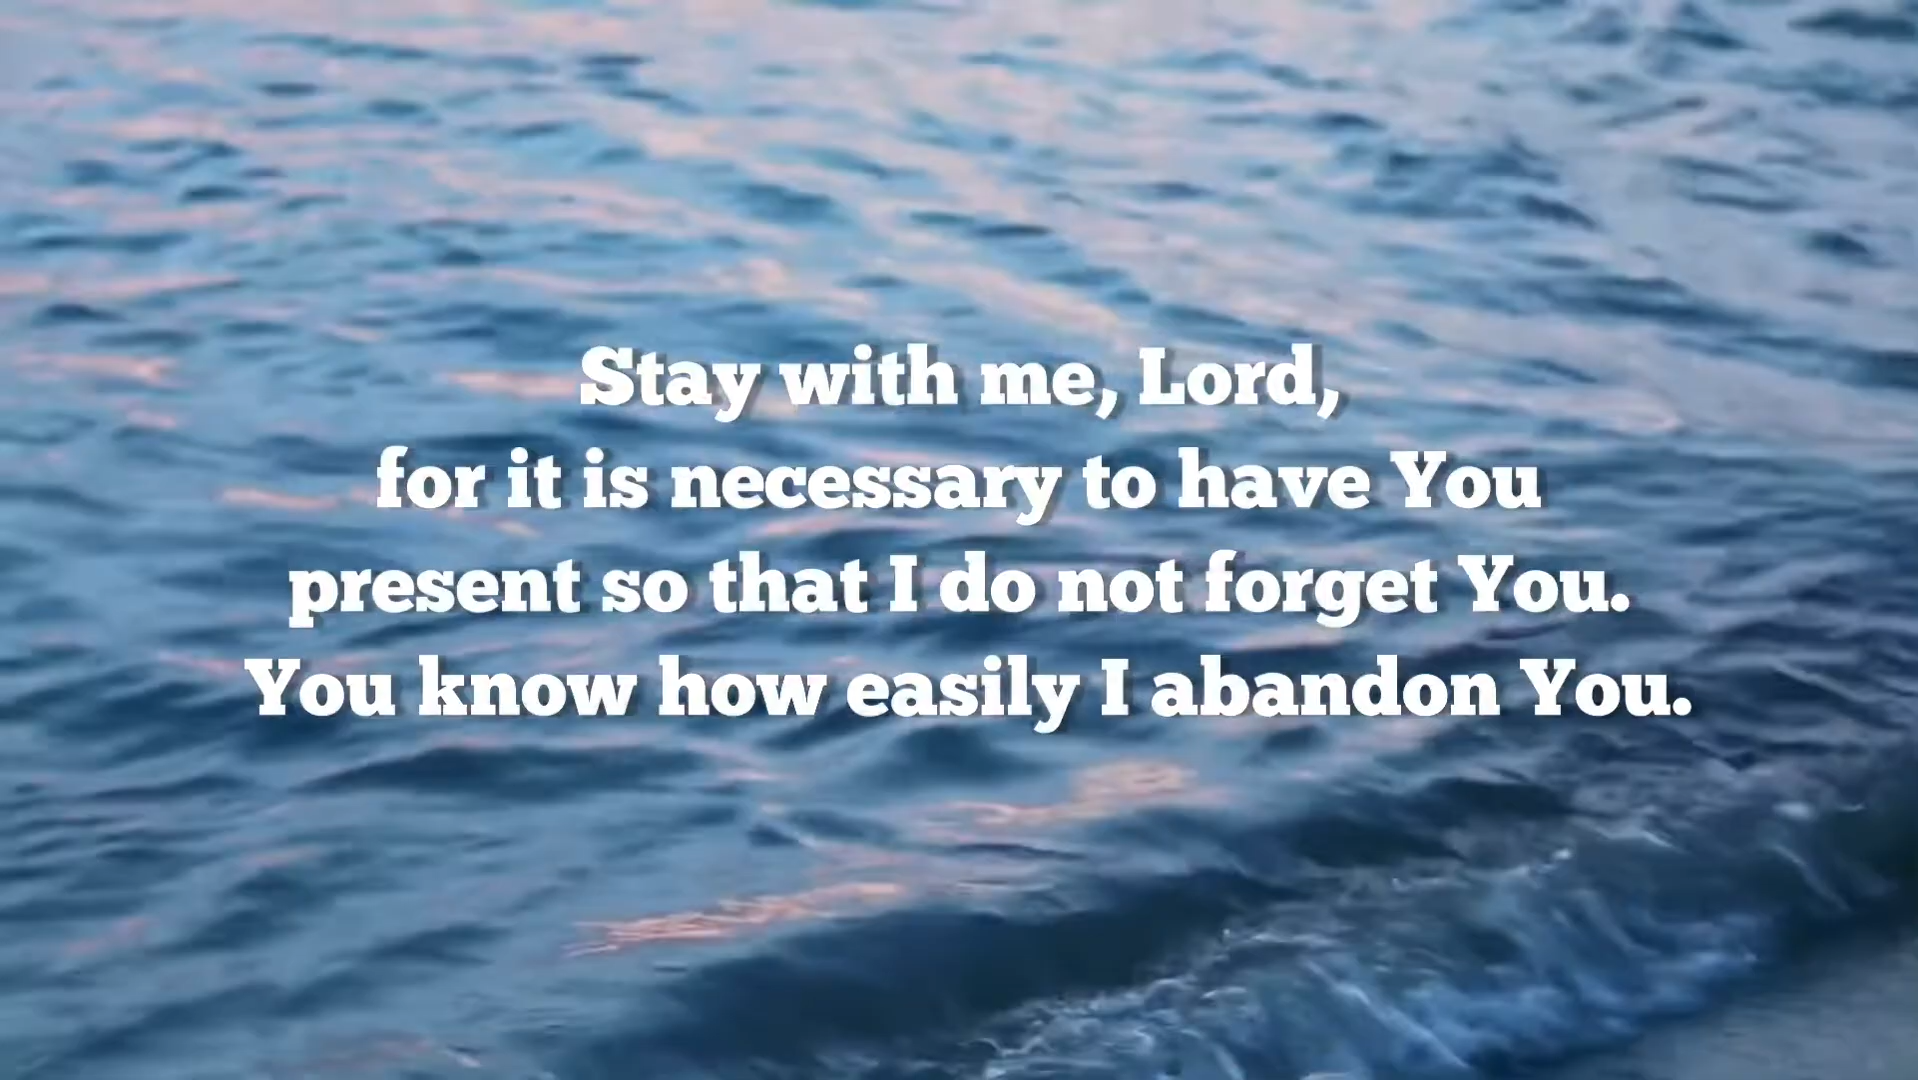 Stay with me, Lord,
for it is necessary to have You
present so that I do not forget You.
You know how easily I abandon You.